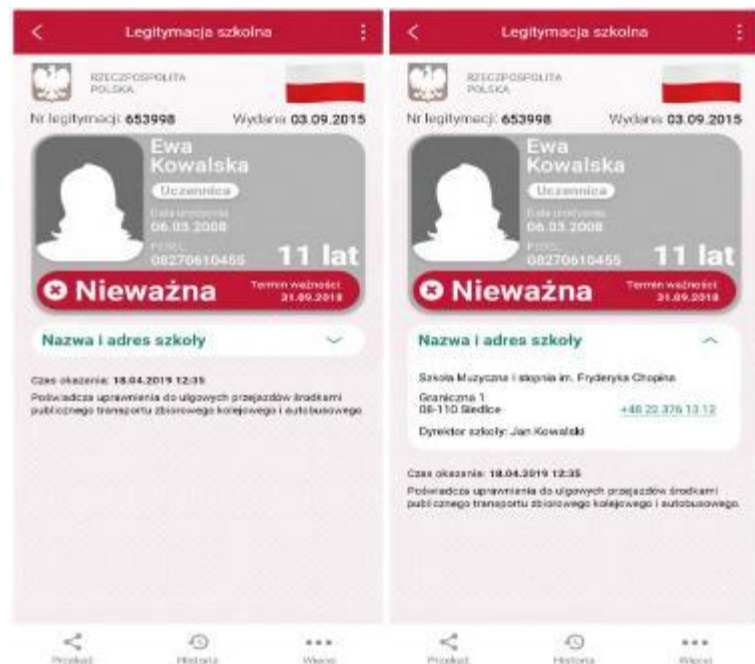 Legitymacja szkolna
RZECZPOSPOLITA
POLSKA
Nr legitymacji: 653998 Wydana: 03.09.2015
Ewa
Kowalska
Uczennica
Data urodzenia
06.03.2008
PESEL
08270610455
11 lat
Nieważna
Termin ważności:
31.09.2018
Nazwa i adres szkoły
Czas okazania: 18.04.2019 12:35
Poświadcza uprawnienia do ulgowych przejazdów środkami
publicznego transportu zbiorowego kolejowego i autobusowego.
Przekaż Historia Więcej
Legitymacja szkolna
RZECZPOSPOLITA
POLSKA
Nr legitymacji: 653998 Wydana: 03.09.2015
Ewa
Kowalska
Uczennica
Data urodzenia
06.03.2008
PESEL
08270610455
11 lat
Nieważna
Termin ważności:
31.09.2018
Nazwa i adres szkoły
Szkoła Muzyczna I stopnia im. Fryderyka Chopina
Graniczna 1
08-110 Siedlce +48 22 376 13 12
Dyrektor szkoły: Jan Kowalski
Czas okazania: 18.04.2019 12:35
Poświadcza uprawnienia do ulgowych przejazdów środkami
publicznego transportu zbiorowego kolejowego i autobusowego.
Przekaż Historia Więcej